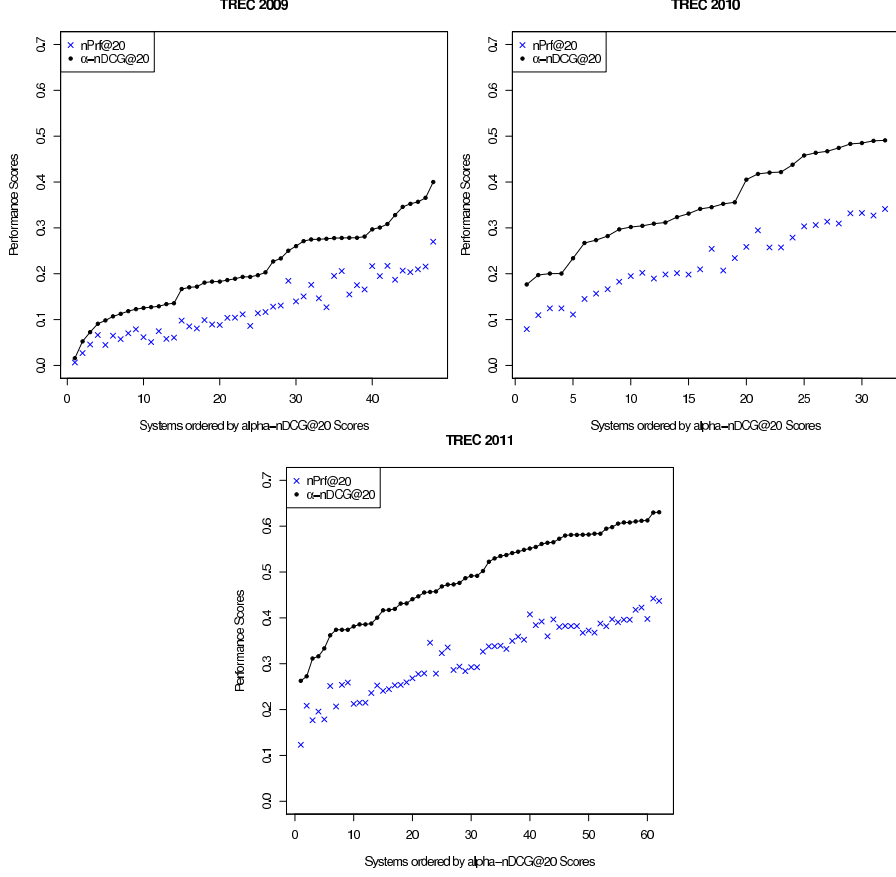 TREC 2009
nPrf@20
α−nDCG@20
Performance Scores
0.0 0.1 0.2 0.3 0.4 0.5 0.6 0.7
0 10 20 30 40
Systems ordered by alpha−nDCG@20 Scores
TREC 2010
nPrf@20
α−nDCG@20
Performance Scores
0.0 0.1 0.2 0.3 0.4 0.5 0.6 0.7
0 5 10 15 20 25 30
Systems ordered by alpha−nDCG@20 Scores
TREC 2011
nPrf@20
α−nDCG@20
Performance Scores
0.0 0.1 0.2 0.3 0.4 0.5 0.6 0.7
0 10 20 30 40 50 60
Systems ordered by alpha−nDCG@20 Scores